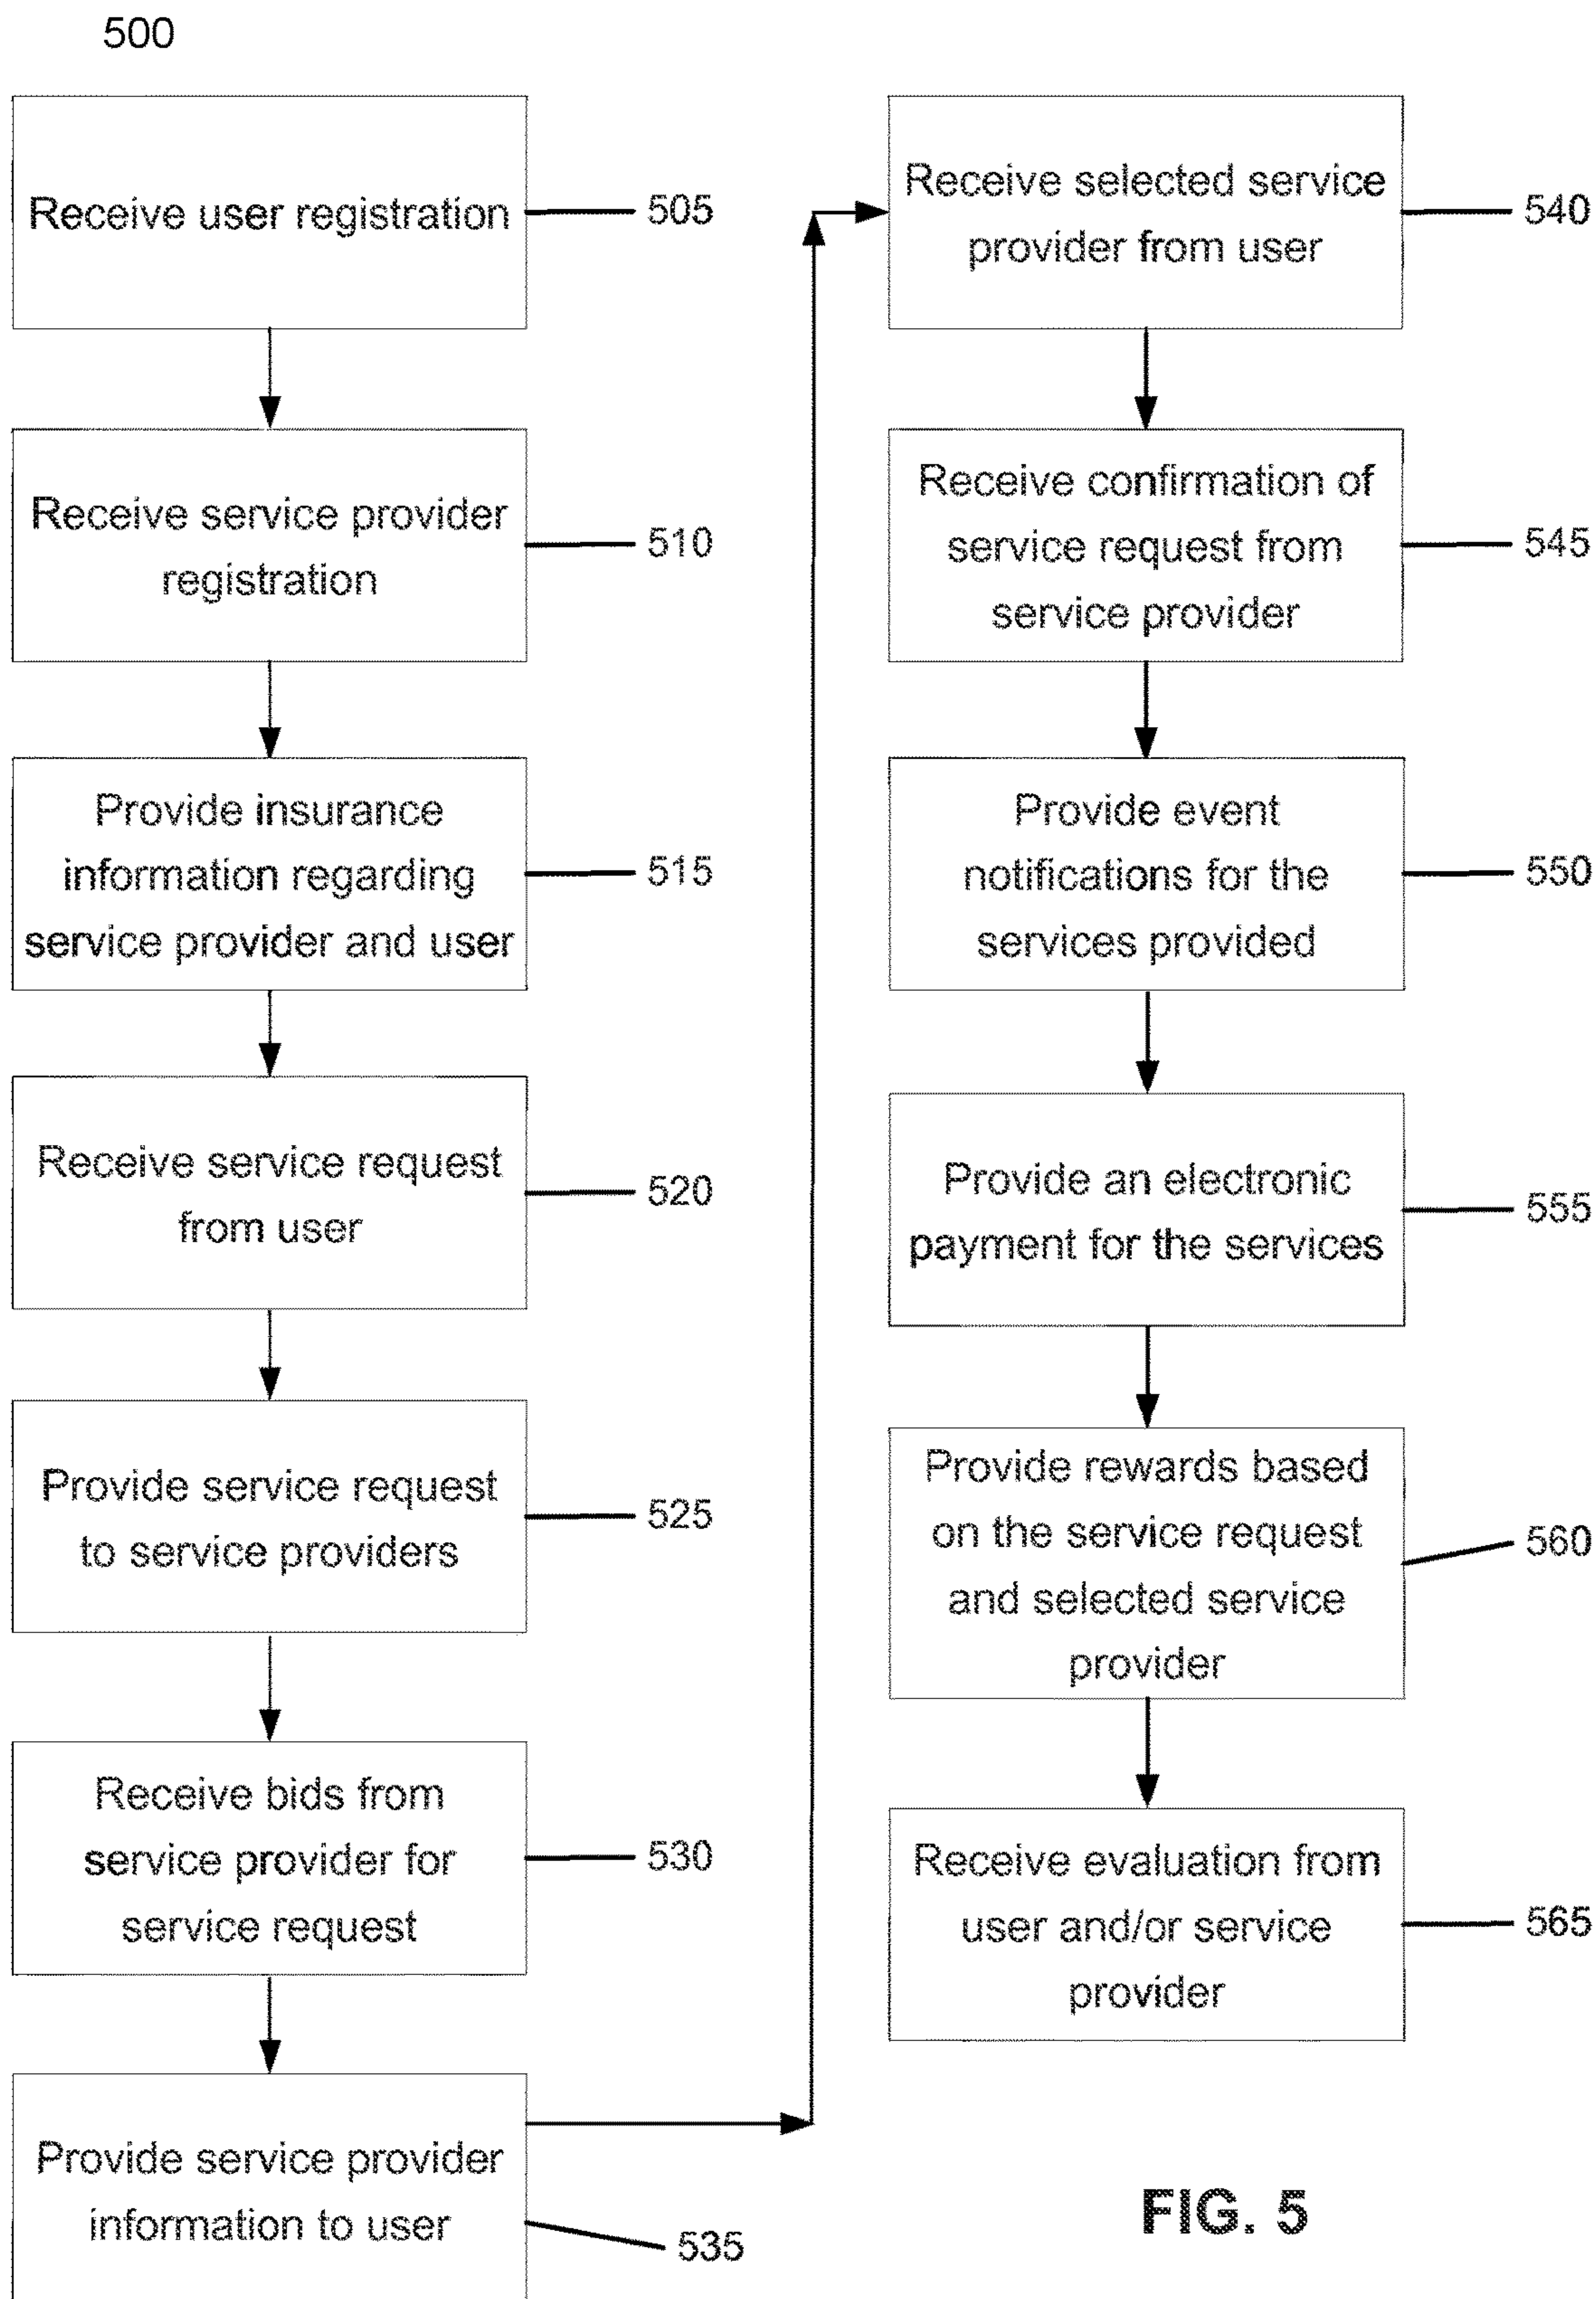 500
Receive user registration
505
Receive service provider
registration
510
Provide insurance
information regarding
service provider and user
515
Receive service request
from user
520
Provide service request
to service providers
525
Receive bids from
service provider for
service request
530
Provide service provider
information to user
535
Receive selected service
provider from user
540
Receive confirmation of
service request from
service provider
545
Provide event
notifications for the
services provided
550
Provide an electronic
payment for the services
555
Provide rewards based
on the service request
and selected service
provider
560
Receive evaluation from
user and/or service
provider
565
FIG. 5